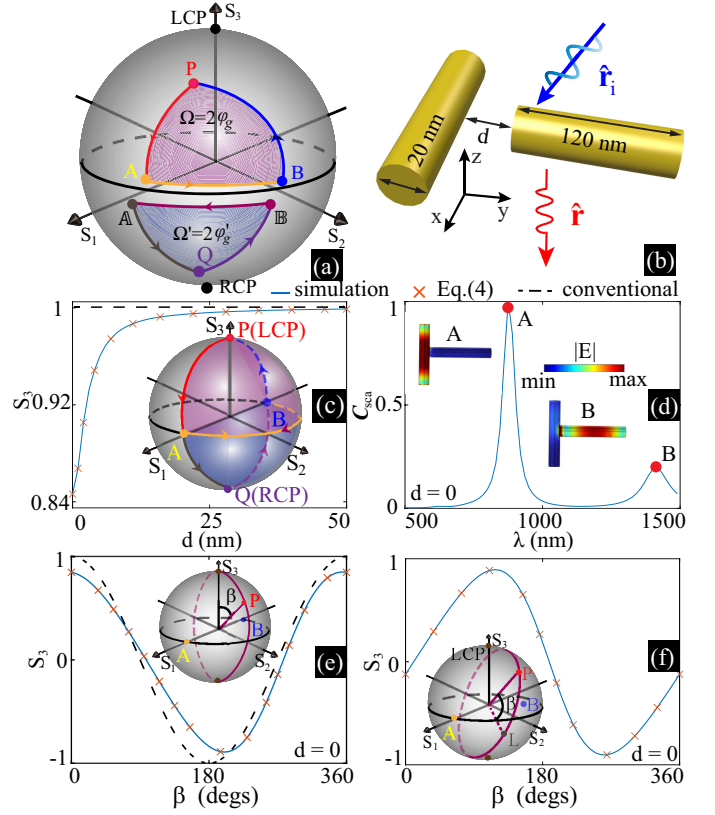 LCP S₃
P
Ω=2φ_g
A B
S₁ 𝔸 𝔹 S₂
Ω'=2φ_g'
Q
RCP
(a)
r̂ᵢ
d
120 nm
20 nm
z
y
x
r̂
(b)
simulation × Eq.(4) conventional
1
0.92
0.84
S₃
0 25 50
d (nm)
S₃ P(LCP)
A B
S₁ S₂
Q(RCP)
(c)
1
0.5
0
C_sca
500 1000 1500
λ (nm)
A
A
|E|
min max
B
B
d = 0
(d)
1
0
-1
S₃
0 180 360
β (degs)
S₃
β P
B
A
S₁ S₂
d = 0
(e)
1
0
-1
S₃
0 180 360
β (degs)
S₃
LCP
P
β B
A
S₁ L S₂
d = 0
(f)